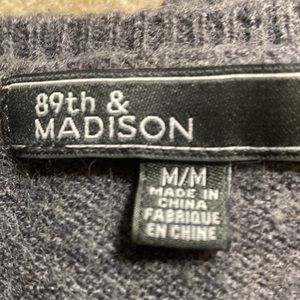 89th &
MADISON
M/M
MADE IN
CHINA
FABRIQUE
EN CHINE